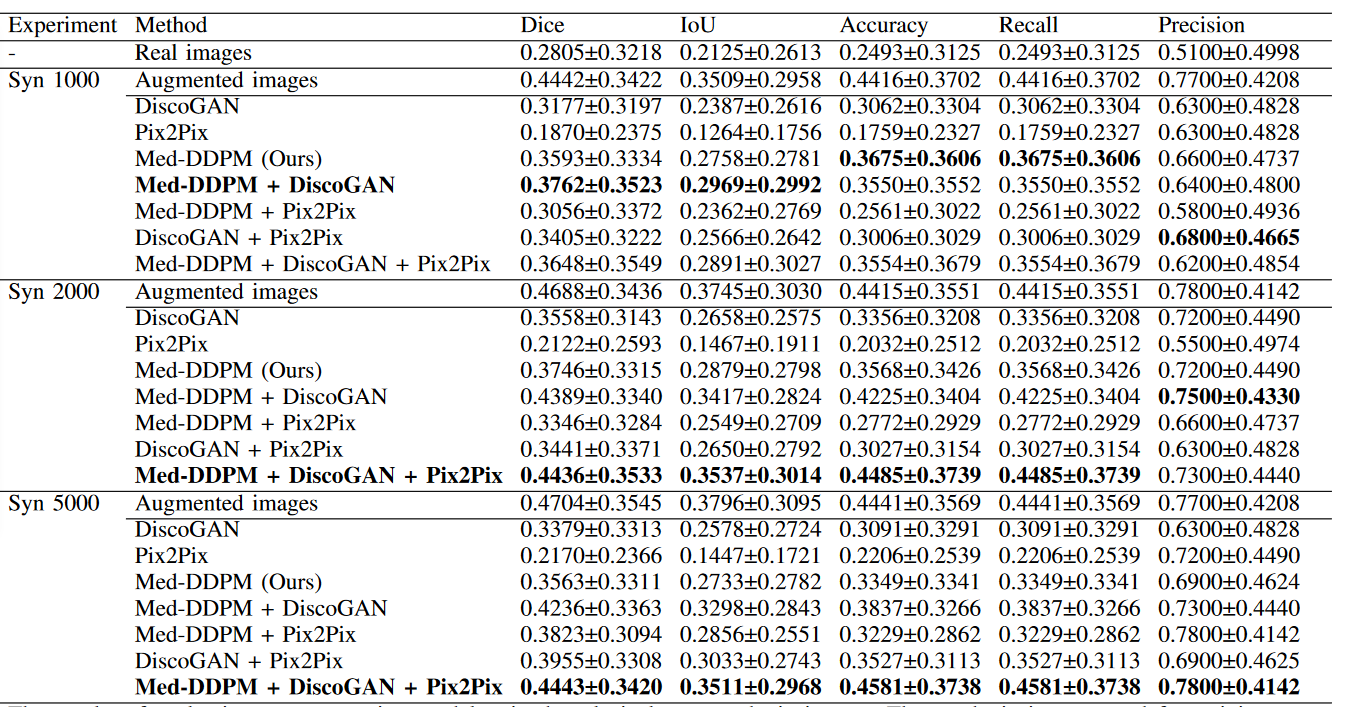 Experiment Method Dice IoU Accuracy Recall Precision
- Real images 0.2805±0.3218 0.2125±0.2613 0.2493±0.3125 0.2493±0.3125 0.5100±0.4998
Syn 1000 Augmented images 0.4442±0.3422 0.3509±0.2958 0.4416±0.3702 0.4416±0.3702 0.7700±0.4208
DiscoGAN 0.3177±0.3197 0.2387±0.2616 0.3062±0.3304 0.3062±0.3304 0.6300±0.4828
Pix2Pix 0.1870±0.2375 0.1264±0.1756 0.1759±0.2327 0.1759±0.2327 0.6300±0.4828
Med-DDPM (Ours) 0.3593±0.3334 0.2758±0.2781 0.3675±0.3606 0.3675±0.3606 0.6600±0.4737
Med-DDPM + DiscoGAN 0.3762±0.3523 0.2969±0.2992 0.3550±0.3552 0.3550±0.3552 0.6400±0.4800
Med-DDPM + Pix2Pix 0.3056±0.3372 0.2362±0.2769 0.2561±0.3022 0.2561±0.3022 0.5800±0.4936
DiscoGAN + Pix2Pix 0.3405±0.3222 0.2566±0.2642 0.3006±0.3029 0.3006±0.3029 0.6800±0.4665
Med-DDPM + DiscoGAN + Pix2Pix 0.3648±0.3549 0.2891±0.3027 0.3554±0.3679 0.3554±0.3679 0.6200±0.4854
Syn 2000 Augmented images 0.4688±0.3436 0.3745±0.3030 0.4415±0.3551 0.4415±0.3551 0.7800±0.4142
DiscoGAN 0.3558±0.3143 0.2658±0.2575 0.3356±0.3208 0.3356±0.3208 0.7200±0.4490
Pix2Pix 0.2122±0.2593 0.1467±0.1911 0.2032±0.2512 0.2032±0.2512 0.5500±0.4974
Med-DDPM (Ours) 0.3746±0.3315 0.2879±0.2798 0.3568±0.3426 0.3568±0.3426 0.7200±0.4490
Med-DDPM + DiscoGAN 0.4389±0.3340 0.3417±0.2824 0.4225±0.3404 0.4225±0.3404 0.7500±0.4330
Med-DDPM + Pix2Pix 0.3346±0.3284 0.2549±0.2709 0.2772±0.2929 0.2772±0.2929 0.6600±0.4737
DiscoGAN + Pix2Pix 0.3441±0.3371 0.2650±0.2792 0.3027±0.3154 0.3027±0.3154 0.6300±0.4828
Med-DDPM + DiscoGAN + Pix2Pix 0.4436±0.3533 0.3537±0.3014 0.4485±0.3739 0.4485±0.3739 0.7300±0.4440
Syn 5000 Augmented images 0.4704±0.3545 0.3796±0.3095 0.4441±0.3569 0.4441±0.3569 0.7700±0.4208
DiscoGAN 0.3379±0.3313 0.2578±0.2724 0.3091±0.3291 0.3091±0.3291 0.6300±0.4828
Pix2Pix 0.2170±0.2366 0.1447±0.1721 0.2206±0.2539 0.2206±0.2539 0.7200±0.4490
Med-DDPM (Ours) 0.3563±0.3311 0.2733±0.2782 0.3349±0.3341 0.3349±0.3341 0.6900±0.4624
Med-DDPM + DiscoGAN 0.4236±0.3363 0.3298±0.2843 0.3837±0.3266 0.3837±0.3266 0.7300±0.4440
Med-DDPM + Pix2Pix 0.3823±0.3094 0.2856±0.2551 0.3229±0.2862 0.3229±0.2862 0.7800±0.4142
DiscoGAN + Pix2Pix 0.3955±0.3308 0.3033±0.2743 0.3527±0.3113 0.3527±0.3113 0.6900±0.4625
Med-DDPM + DiscoGAN + Pix2Pix 0.4443±0.3420 0.3511±0.2968 0.4581±0.3738 0.4581±0.3738 0.7800±0.4142